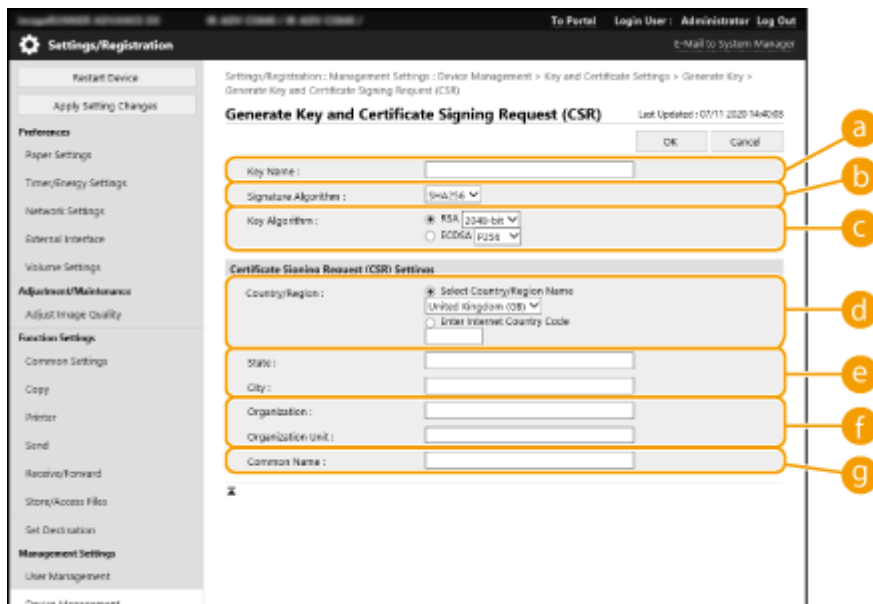 To Portal Login User : Administrator Log Out
Settings/Registration
E-Mail to System Manager
Restart Device
Apply Setting Changes
Preferences
Paper Settings
Timer/Energy Settings
Network Settings
External Interface
Volume Settings
Adjustment/Maintenance
Adjust Image Quality
Function Settings
Common Settings
Copy
Printer
Send
Receive/Forward
Store/Access Files
Set Destination
Management Settings
User Management
Device Management
Settings/Registration : Management Settings : Device Management > Key and Certificate Settings > Generate Key >
Generate Key and Certificate Signing Request (CSR)
Generate Key and Certificate Signing Request (CSR)
Last Updated : 07/11 2020 14:40:08
OK Cancel
Key Name :
a
Signature Algorithm : SHA256
b
Key Algorithm : RSA 2048-bit
ECDSA P256
c
Certificate Signing Request (CSR) Settings
Country/Region : Select Country/Region Name
United Kingdom (GB)
Enter Internet Country Code
d
State :
City :
e
Organization :
Organization Unit :
f
Common Name :
g